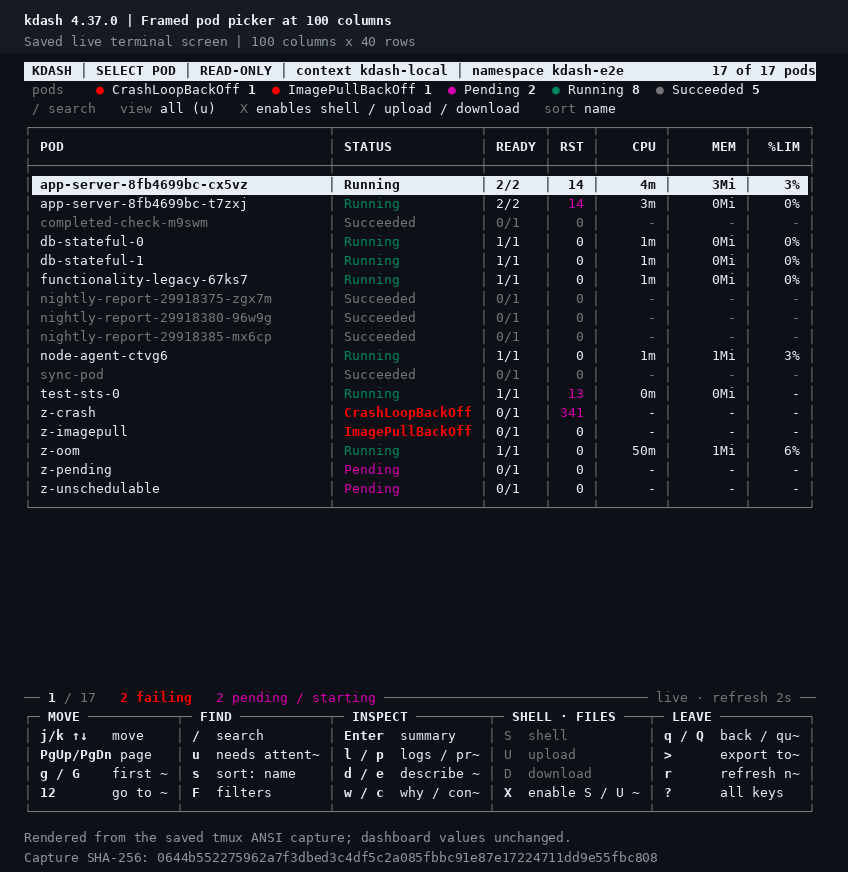 kdash 4.37.0 | Framed pod picker at 100 columns
Saved live terminal screen | 100 columns x 40 rows
KDASH │ SELECT POD │ READ-ONLY │ context kdash-local │ namespace kdash-e2e 17 of 17 pods
pods ● CrashLoopBackOff 1 ● ImagePullBackOff 1 ● Pending 2 ● Running 8 ● Succeeded 5
/ search view all (u) X enables shell / upload / download sort name
│ POD │ STATUS │ READY │ RST │ CPU │ MEM │ %LIM │
│ app-server-8fb4699bc-cx5vz │ Running │ 2/2 │ 14 │ 4m │ 3Mi │ 3% │
│ app-server-8fb4699bc-t7zxj │ Running │ 2/2 │ 14 │ 3m │ 0Mi │ 0% │
│ completed-check-m9swm │ Succeeded │ 0/1 │ 0 │ - │ - │ - │
│ db-stateful-0 │ Running │ 1/1 │ 0 │ 1m │ 0Mi │ 0% │
│ db-stateful-1 │ Running │ 1/1 │ 0 │ 1m │ 0Mi │ 0% │
│ functionality-legacy-67ks7 │ Running │ 1/1 │ 0 │ 1m │ 0Mi │ 0% │
│ nightly-report-29918375-zgx7m │ Succeeded │ 0/1 │ 0 │ - │ - │ - │
│ nightly-report-29918380-96w9g │ Succeeded │ 0/1 │ 0 │ - │ - │ - │
│ nightly-report-29918385-mx6cp │ Succeeded │ 0/1 │ 0 │ - │ - │ - │
│ node-agent-ctvg6 │ Running │ 1/1 │ 0 │ 1m │ 1Mi │ 3% │
│ sync-pod │ Succeeded │ 0/1 │ 0 │ - │ - │ - │
│ test-sts-0 │ Running │ 1/1 │ 13 │ 0m │ 0Mi │ - │
│ z-crash │ CrashLoopBackOff │ 0/1 │ 341 │ - │ - │ - │
│ z-imagepull │ ImagePullBackOff │ 0/1 │ 0 │ - │ - │ - │
│ z-oom │ Running │ 1/1 │ 0 │ 50m │ 1Mi │ 6% │
│ z-pending │ Pending │ 0/1 │ 0 │ - │ - │ - │
│ z-unschedulable │ Pending │ 0/1 │ 0 │ - │ - │ - │
── 1 / 17 2 failing 2 pending / starting ── live · refresh 2s ──
MOVE FIND INSPECT SHELL · FILES LEAVE
│ j/k ↑↓ move │ / search │ Enter summary │ S shell │ q / Q back / qu~ │
│ PgUp/PgDn page │ u needs attent~ │ l / p logs / pr~ │ U upload │ > export to~ │
│ g / G first ~ │ s sort: name │ d / e describe ~ │ D download │ r refresh n~ │
│ 12 go to ~ │ F filters │ w / c why / con~ │ X enable S / U ~ │ ? all keys │
Rendered from the saved tmux ANSI capture; dashboard values unchanged.
Capture SHA-256: 0644b552275962a7f3dbed3c4df5c2a085fbbc91e87e17224711dd9e55fbc808